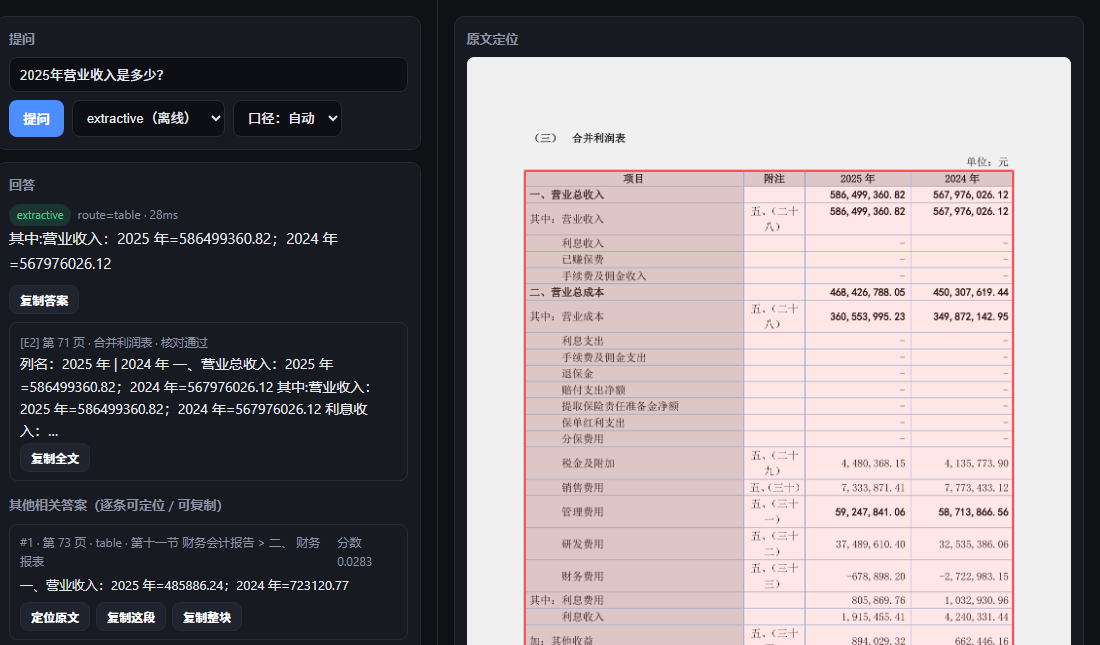 提问
2025年营业收入是多少?
提问
extractive（离线）
口径：自动
回答
extractive route=table · 28ms
其中:营业收入：2025 年=586499360.82；2024 年
=567976026.12
复制答案
[E2] 第 71 页 · 合并利润表 · 核对通过
列名：2025 年 | 2024 年 一、营业总收入：2025 年
=586499360.82；2024 年=567976026.12 其中:营业收入：
2025 年=586499360.82；2024 年=567976026.12 利息收
入：...
复制全文
其他相关答案（逐条可定位 / 可复制)
#1 · 第 73 页 · table · 第十一节 财务会计报告 > 二、 财务
报表
分数
0.0283
一、营业收入：2025 年=485886.24；2024 年=723120.77
定位原文 复制这段 复制整块
原文定位
（三） 合并利润表
单位：元
项目 附注 2025 年 2024 年
一、营业总收入 586,499,360.82 567,976,026.12
其中：营业收入 五、（二十八） 586,499,360.82 567,976,026.12
利息收入 － －
已赚保费 － －
手续费及佣金收入 － －
二、营业总成本 468,426,788.05 450,307,619.44
其中：营业成本 五、（二十八） 360,553,995.23 349,872,142.95
利息支出 － －
手续费及佣金支出 － －
退保金 － －
赔付支出净额 － －
提取保险责任准备金净额 － －
保单红利支出 － －
分保费用 － －
税金及附加 五、（二十九） 4,480,368.15 4,135,773.90
销售费用 五、（三十） 7,333,871.41 7,773,433.12
管理费用 五、（三十一） 59,247,841.06 58,713,866.56
研发费用 五、（三十二） 37,489,610.40 32,535,386.06
财务费用 五、（三十三） -678,898.20 -2,722,983.15
其中：利息费用 805,869.76 1,032,930.96
利息收入 1,915,455.41 4,240,331.44
加：其他收益 五、（三十 894,029.32 662,446.16